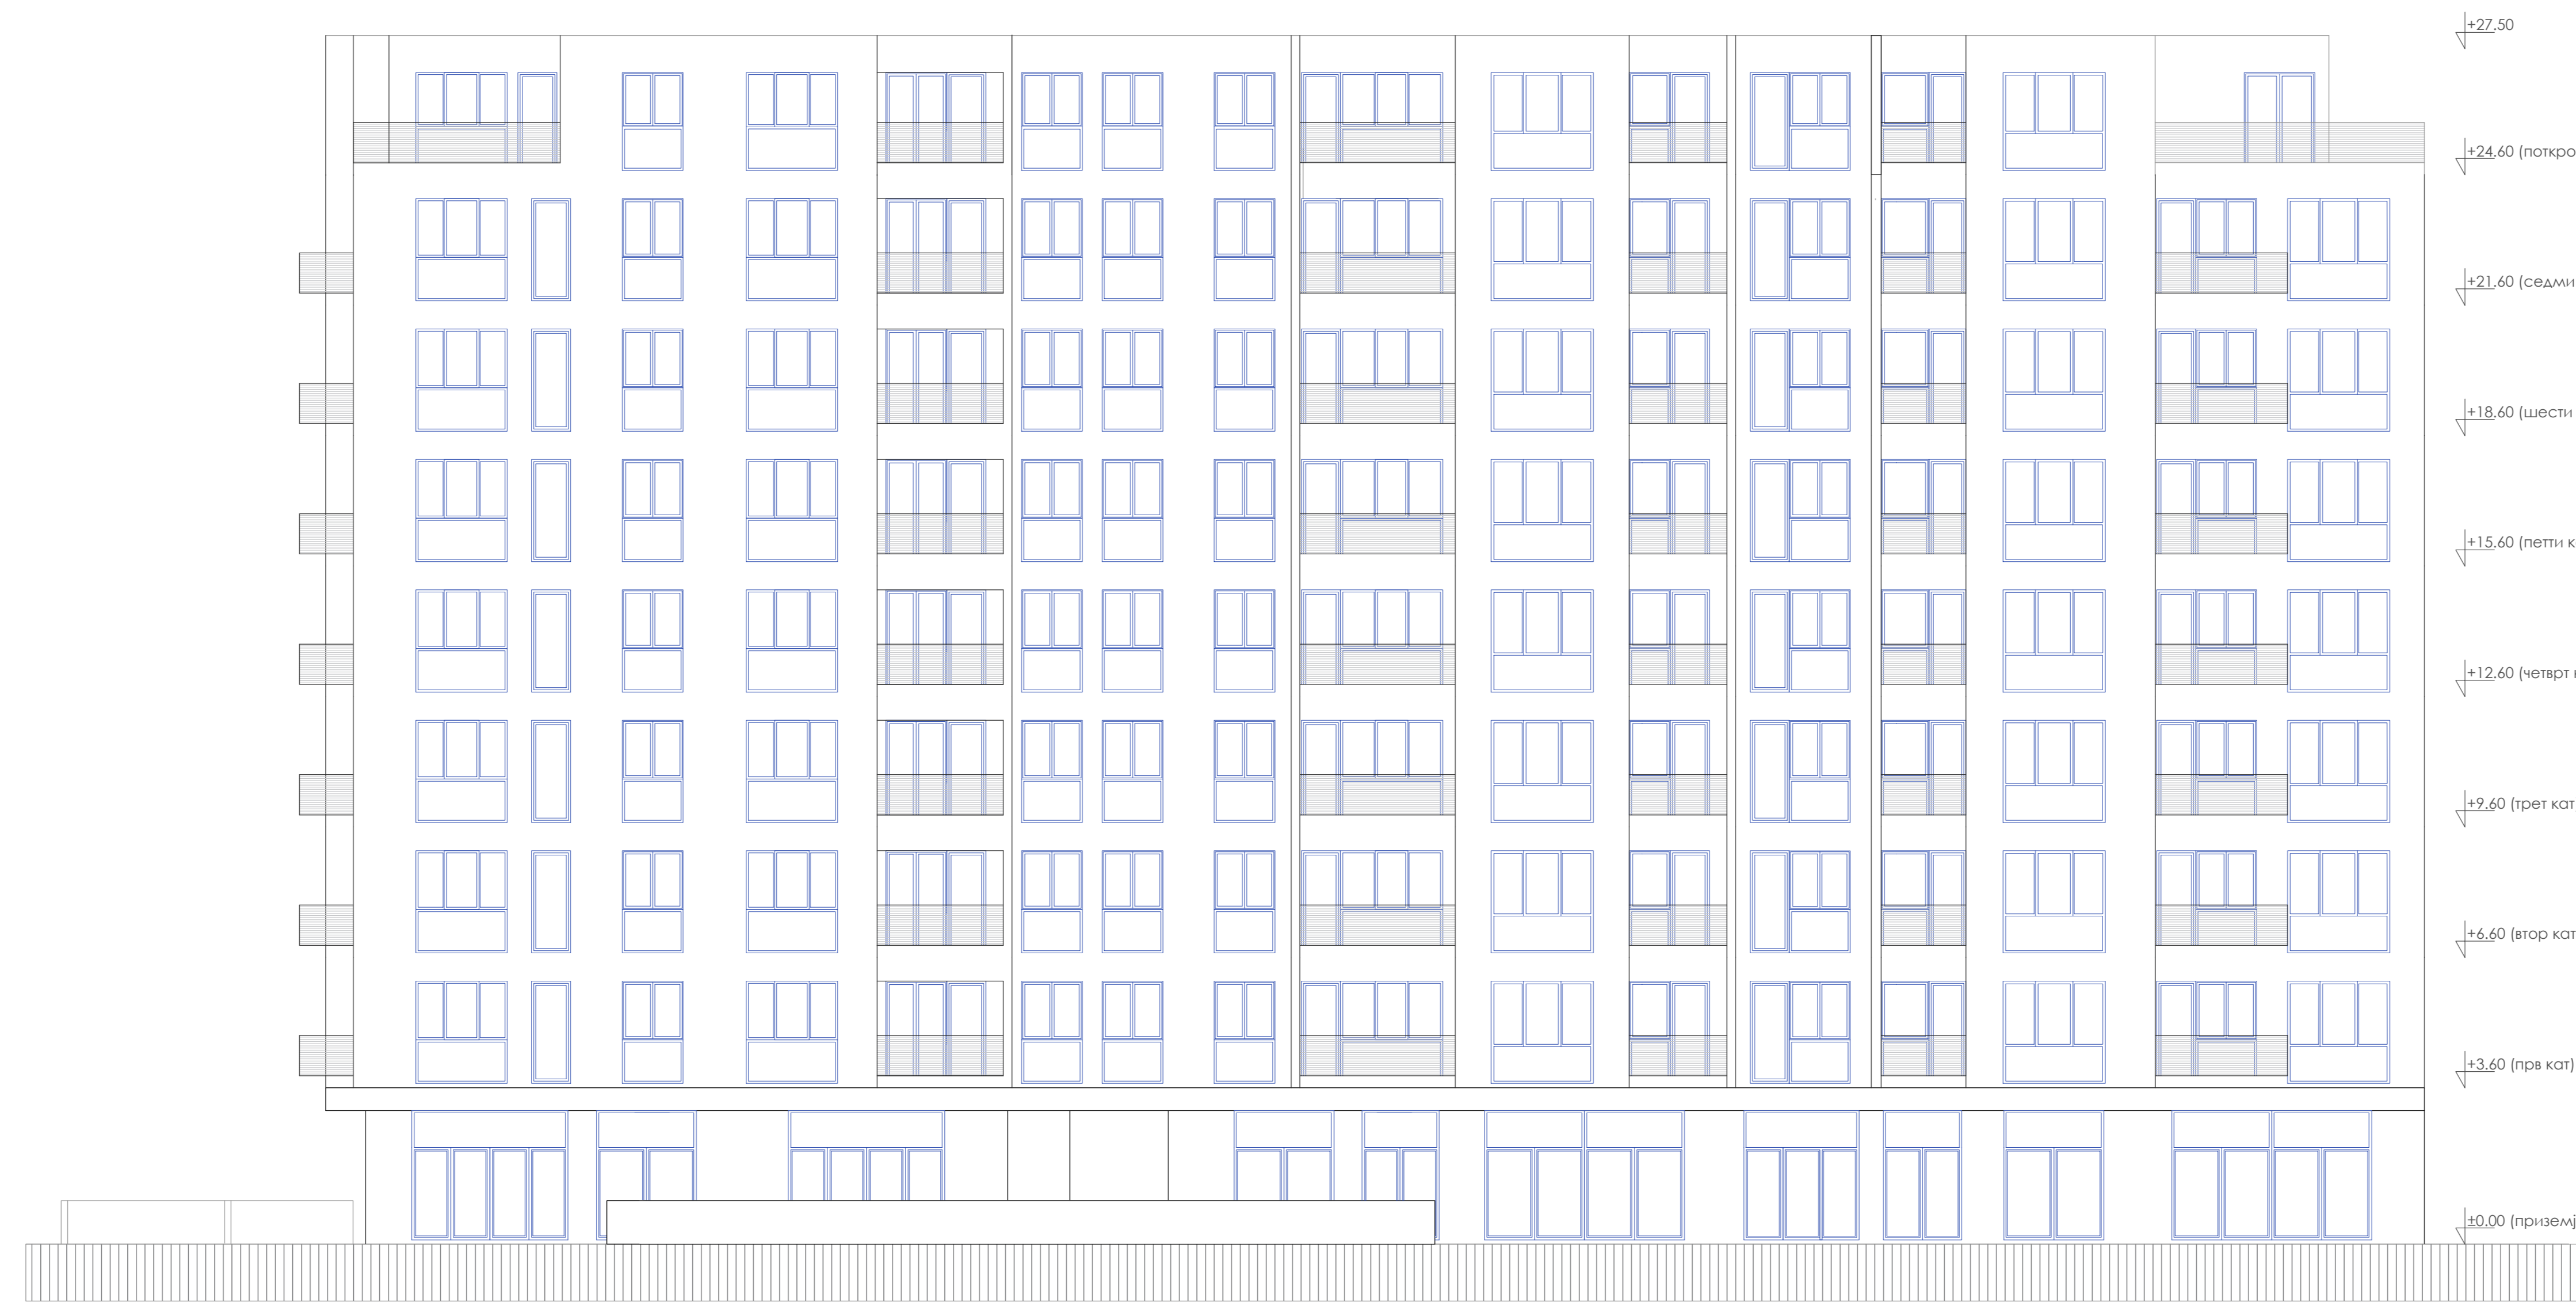 +27.50
+24.60 (поткро
+21.60 (седми
+18.60 (шести
+15.60 (петти к
+12.60 (четврт
+9.60 (трет кат
+6.60 (втор кат
+3.60 (прв кат)
±0.00 (приземј